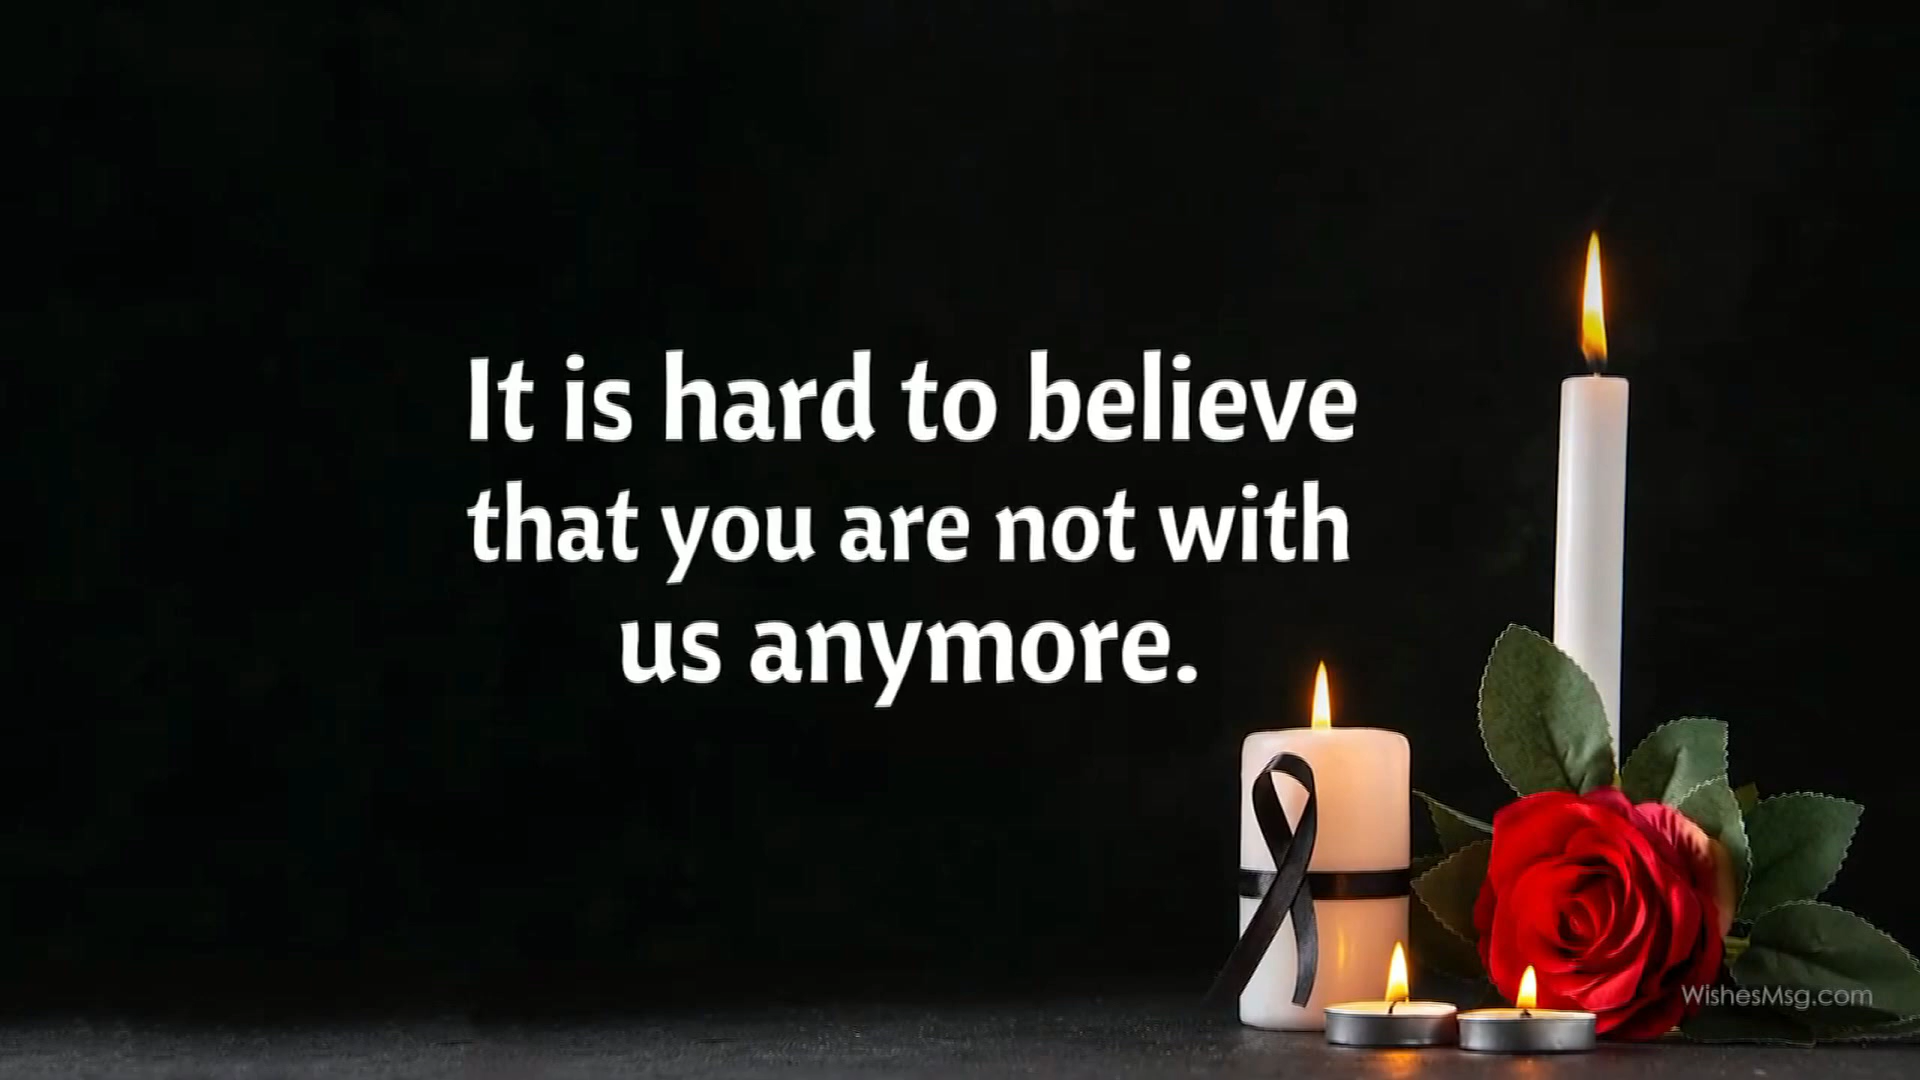 It is hard to believe
that you are not with
us anymore.
WishesMsg.com